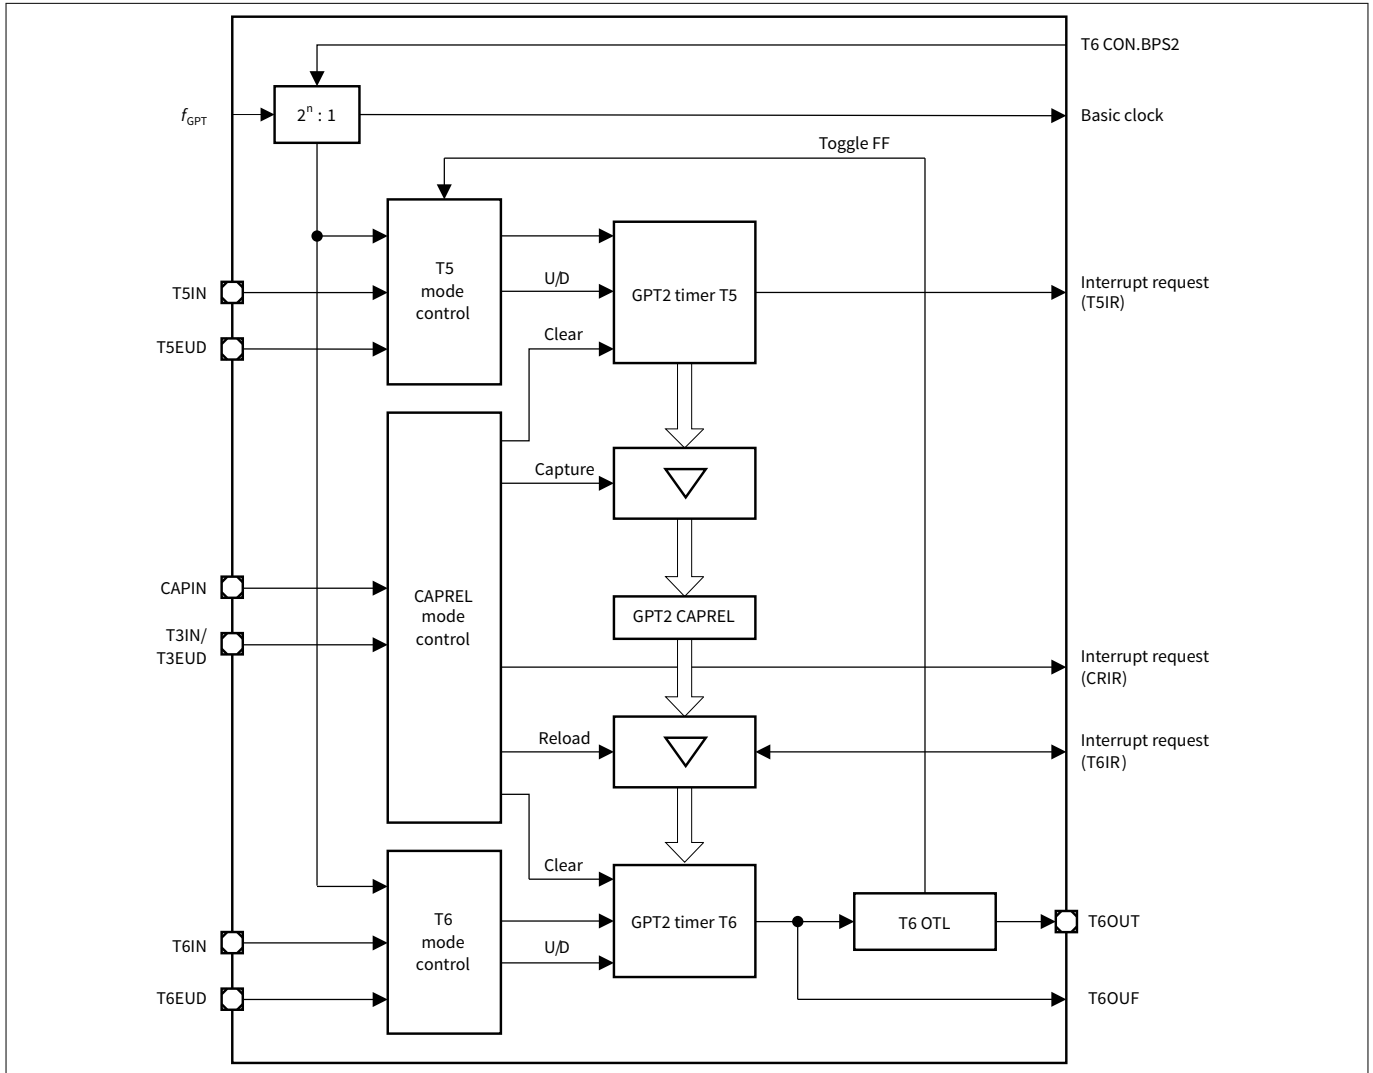 T6 CON.BPS2
fGPT
2n : 1
Basic clock
Toggle FF
T5
mode
control
U/D
GPT2 timer T5
Interrupt request
(T5IR)
T5IN
T5EUD
Clear
Capture
CAPIN
T3IN/
T3EUD
CAPREL
mode
control
GPT2 CAPREL
Interrupt request
(CRIR)
Reload
Interrupt request
(T6IR)
Clear
T6
mode
control
GPT2 timer T6
T6 OTL
T6OUT
U/D
T6IN
T6EUD
T6OUF